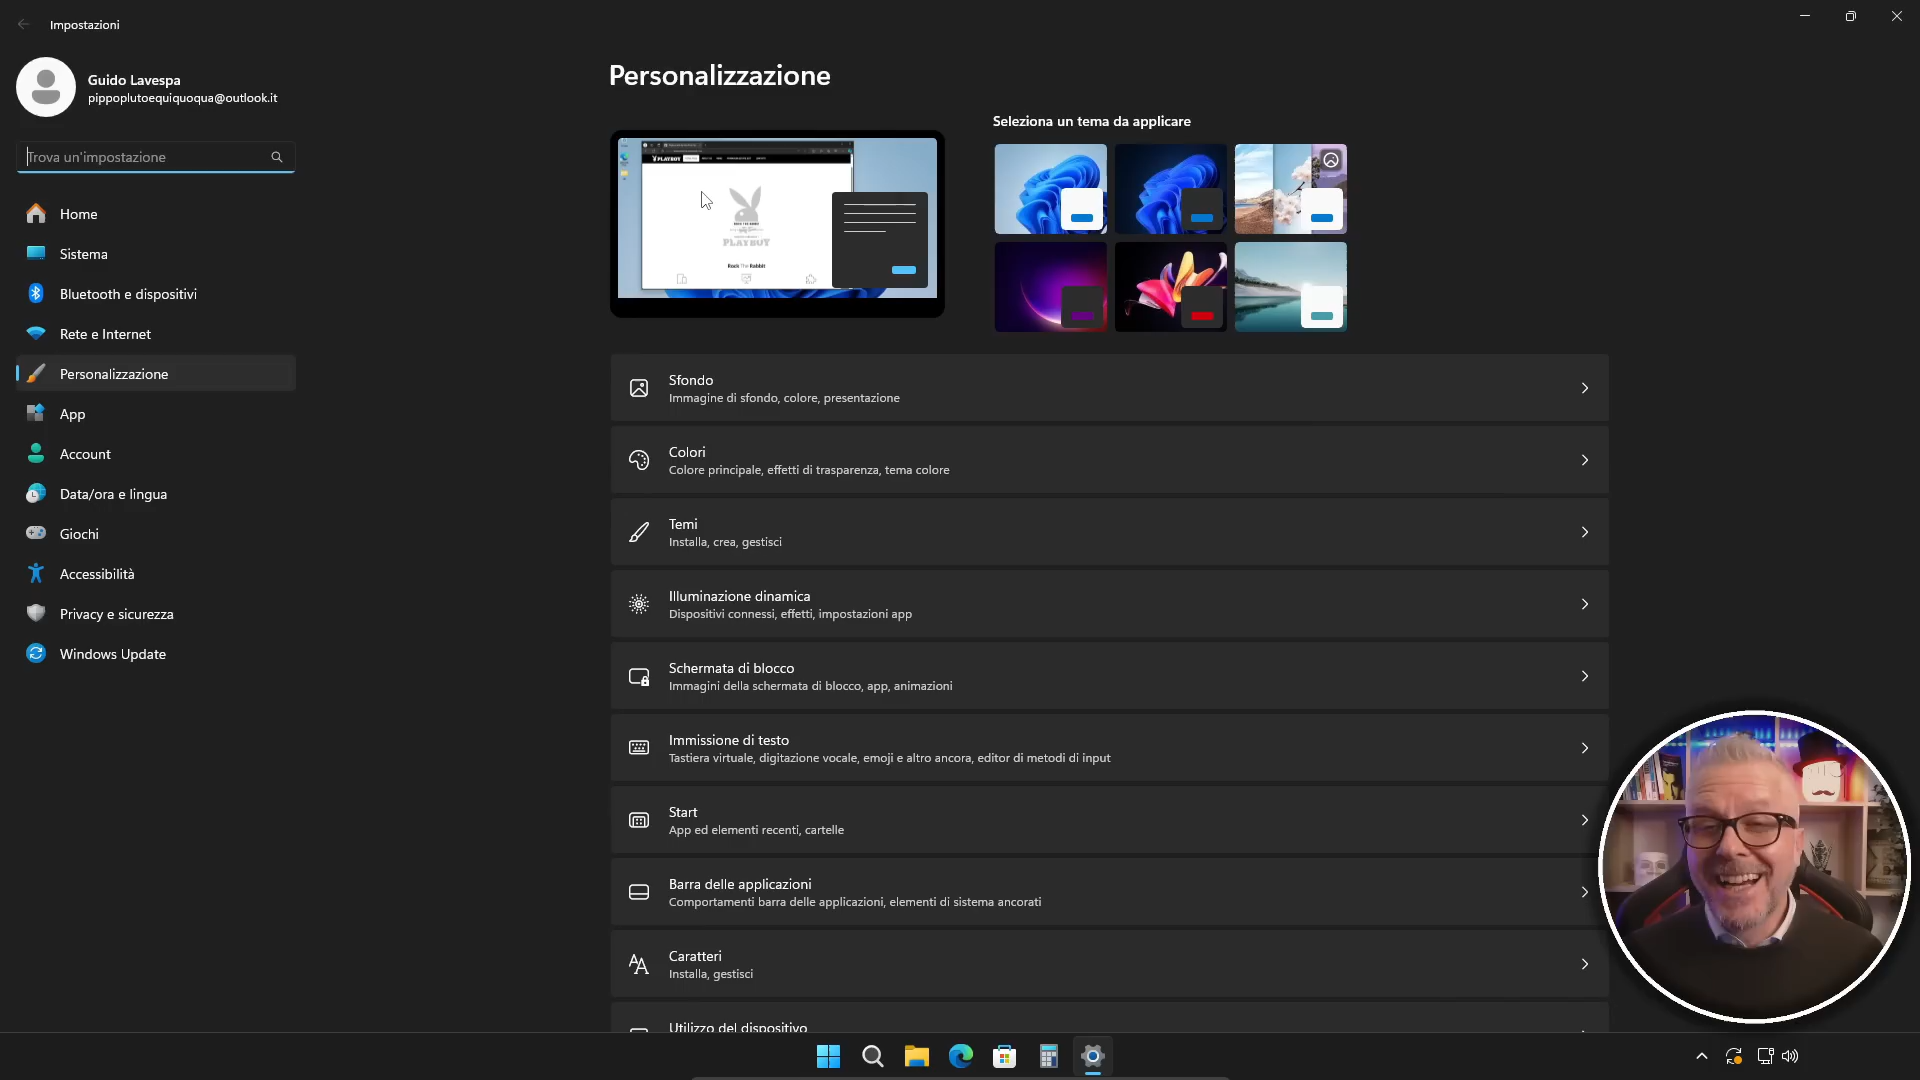 Impostazioni
Guido Lavespa
pippoplutoequiquoqua@outlook.it
Trova un'impostazione
Home
Sistema
Bluetooth e dispositivi
Rete e Internet
Personalizzazione
App
Account
Data/ora e lingua
Giochi
Accessibilità
Privacy e sicurezza
Windows Update
Personalizzazione
PLAYBOY
PLAYBOY
Rock The Rabbit
Seleziona un tema da applicare
Sfondo
Immagine di sfondo, colore, presentazione
Colori
Colore principale, effetti di trasparenza, tema colore
Temi
Installa, crea, gestisci
Illuminazione dinamica
Dispositivi connessi, effetti, impostazioni app
Schermata di blocco
Immagini della schermata di blocco, app, animazioni
Immissione di testo
Tastiera virtuale, digitazione vocale, emoji e altro ancora, editor di metodi di input
Start
App ed elementi recenti, cartelle
Barra delle applicazioni
Comportamenti barra delle applicazioni, elementi di sistema ancorati
Caratteri
Installa, gestisci
Utilizzo del dispositivo